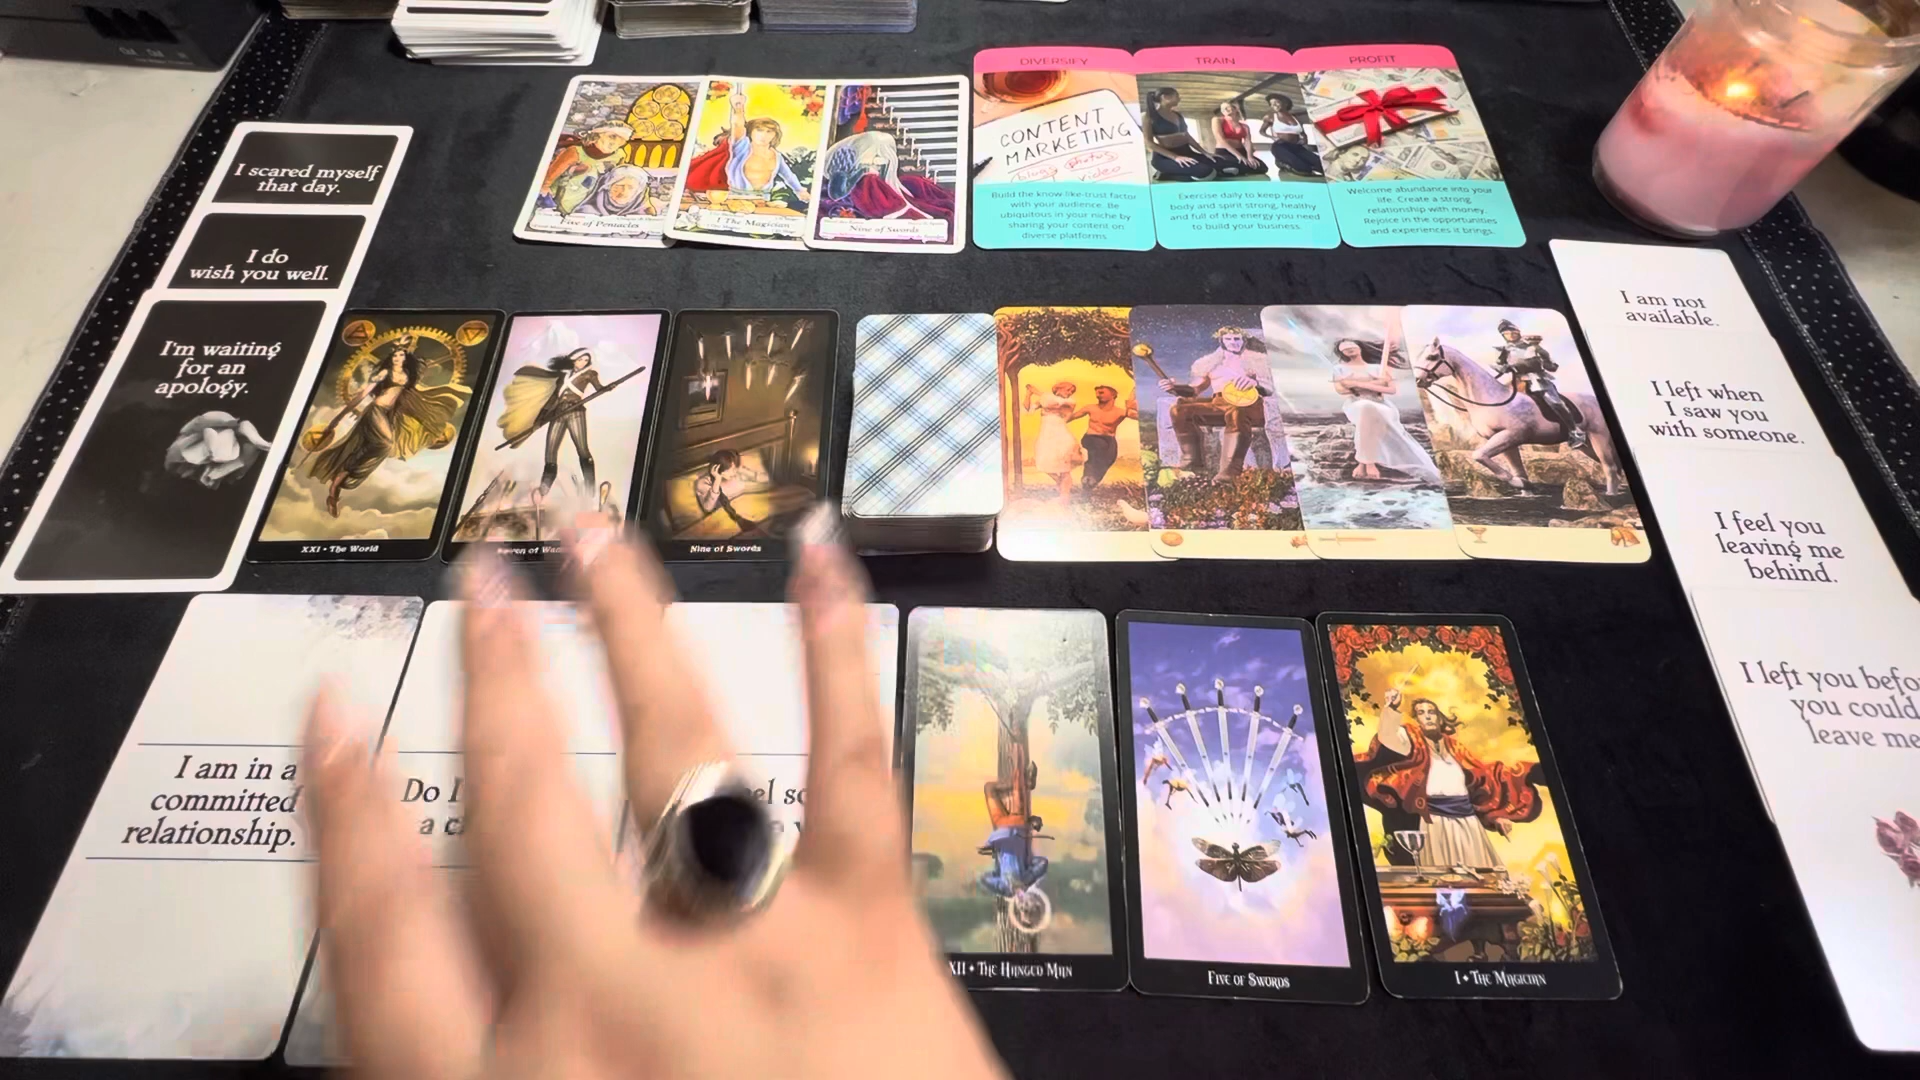 DIVERSIFY
CONTENT
MARKETING
photos
video
Build the know-like-trust factor
with your audience. Be
ubiquitous in your niche by
sharing your content on
diverse platforms.
TRAIN
Exercise daily to keep your
body and spirit strong, healthy
and full of the energy you need
to build your business.
PROFIT
Welcome abundance into your
life. Create a strong
relationship with money.
Rejoice in the opportunities
and experiences it brings.
Five of Pentacles
I The Magician
Nine of Swords
I scared myself
that day.
I do
wish you well.
I'm waiting
for an
apology.
XXI • The World
Nine of Swords
I am not
available.
I left when
I saw you
with someone.
I feel you
leaving me
behind.
I left you befo
you could
leave me
I am in a
committed
relationship.
Do I
a c
XII • The Hanged Man
Five of Swords
I • The Magician